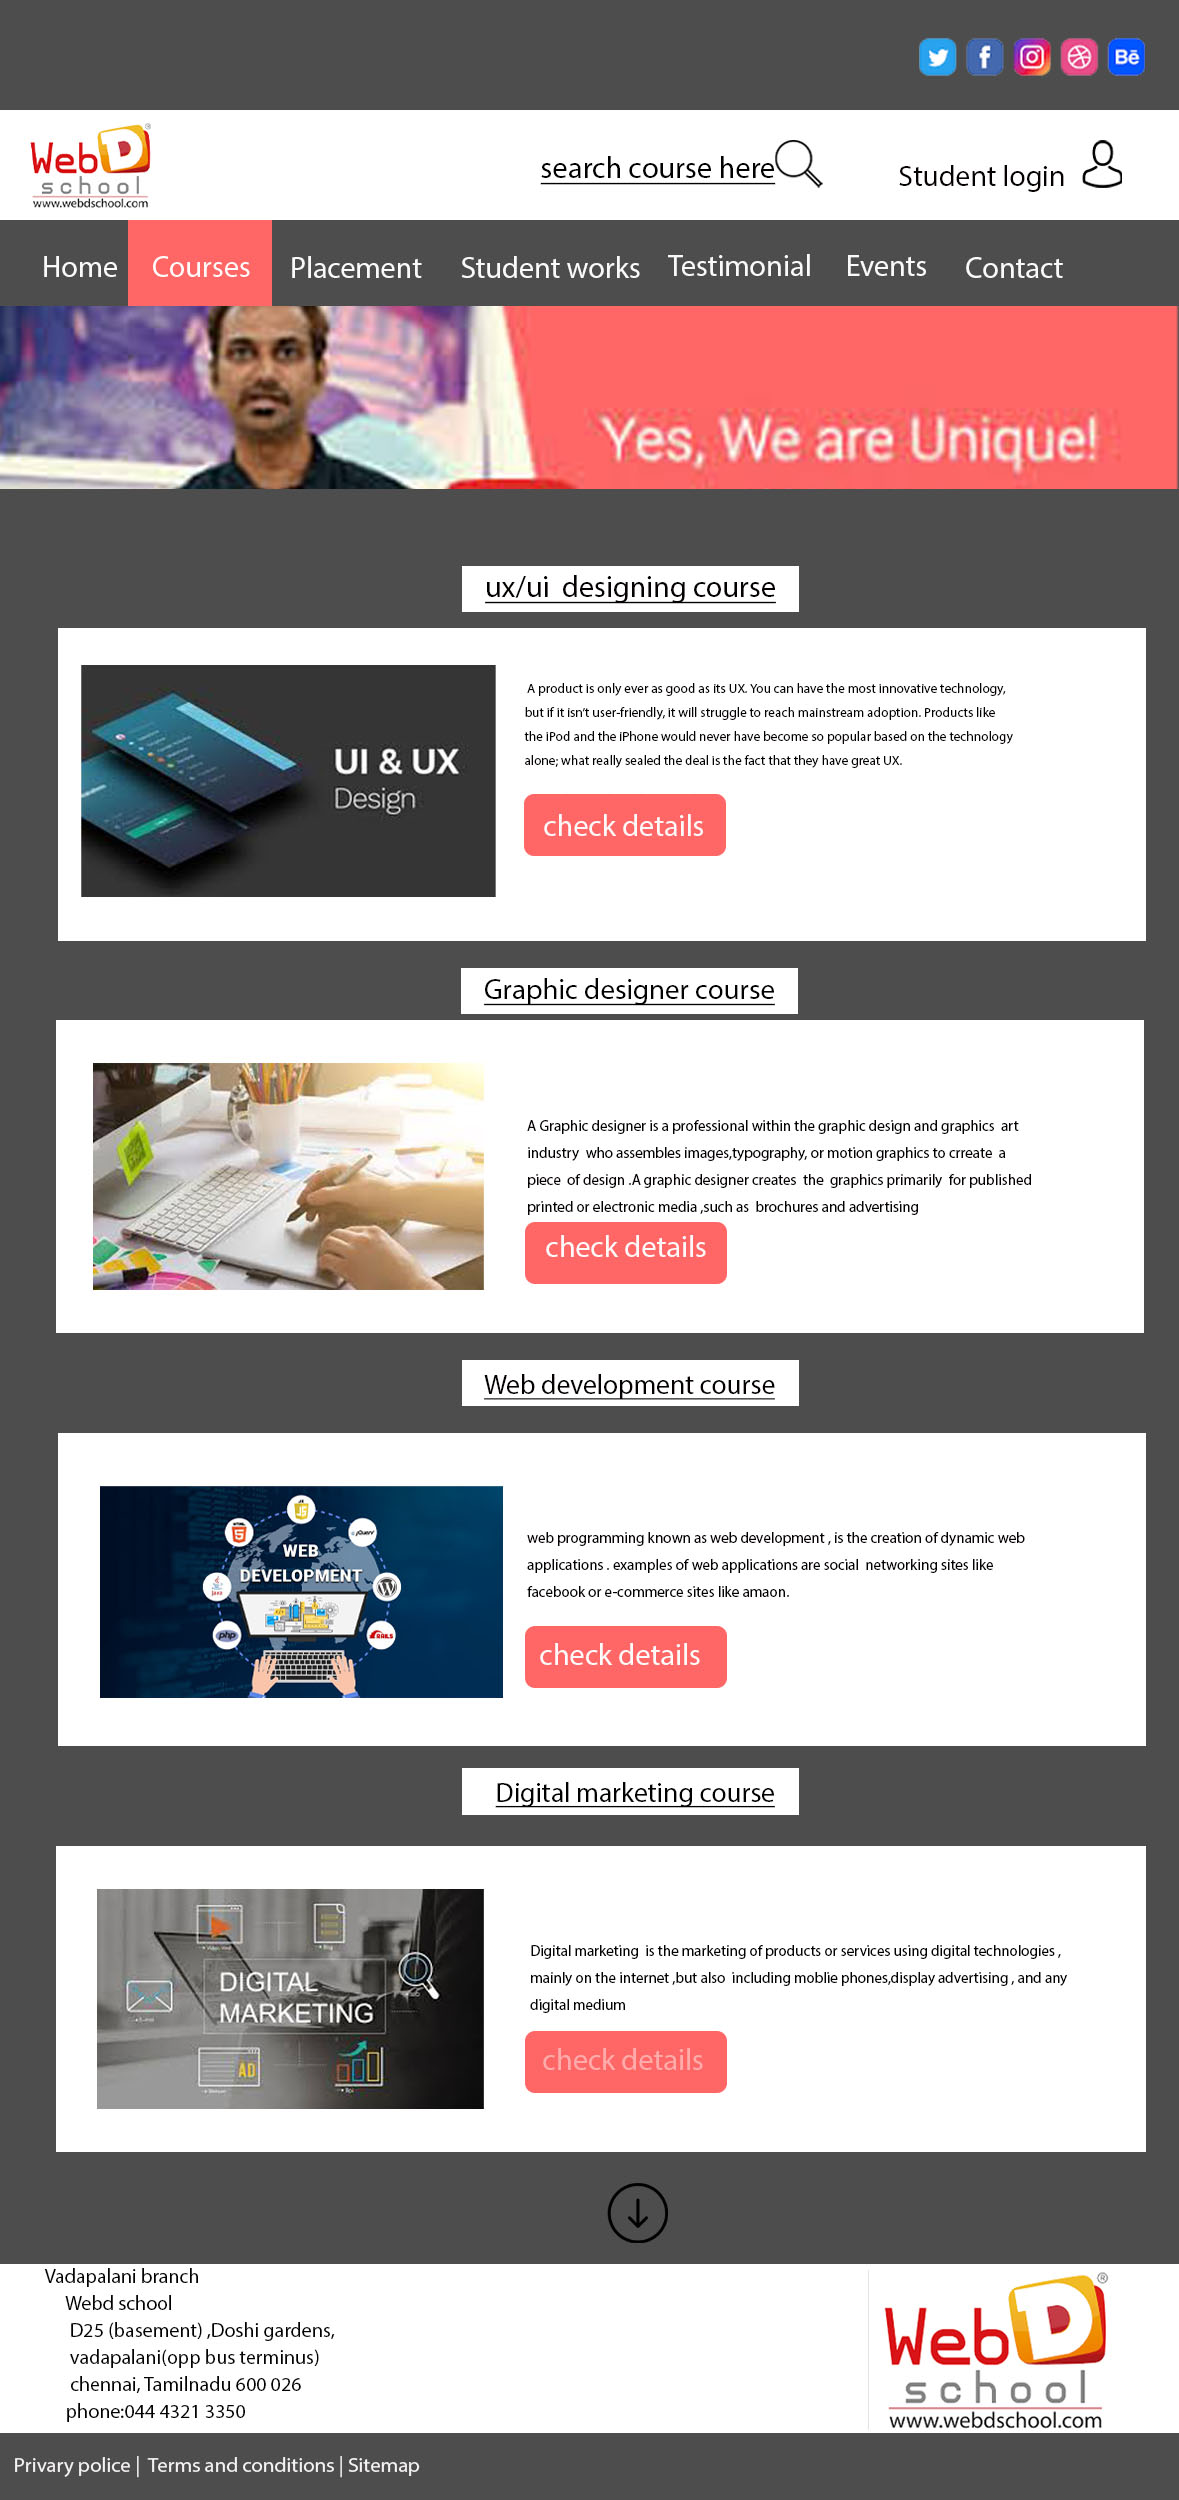 Bē
WebD®
school
www.webdschool.com
search course here
Student login
Home Courses Placement Student works Testimonial Events Contact
Yes, We are Unique!
ux/ui designing course
UI & UX
Design
A product is only ever as good as its UX. You can have the most innovative technology,
but if it isn’t user-friendly, it will struggle to reach mainstream adoption. Products like
the iPod and the iPhone would never have become so popular based on the technology
alone; what really sealed the deal is the fact that they have great UX.
check details
Graphic designer course
A Graphic designer is a professional within the graphic design and graphics art
industry who assembles images,typography, or motion graphics to crreate a
piece of design .A graphic designer creates the graphics primarily for published
printed or electronic media ,such as brochures and advertising
check details
Web development course
JS
HTML
5
jQuery
WEB
DEVELOPMENT
Java
php
RAILS
web programming known as web development , is the creation of dynamic web
applications . examples of web applications are social networking sites like
facebook or e-commerce sites like amaon.
check details
Digital marketing course
DIGITAL
MARKETING
AD
Digital marketing is the marketing of products or services using digital technologies ,
mainly on the internet ,but also including moblie phones,display advertising , and any
digital medium
check details
Vadapalani branch
Webd school
D25 (basement) ,Doshi gardens,
vadapalani(opp bus terminus)
chennai, Tamilnadu 600 026
phone:044 4321 3350
WebD®
school
www.webdschool.com
Privary police | Terms and conditions | Sitemap